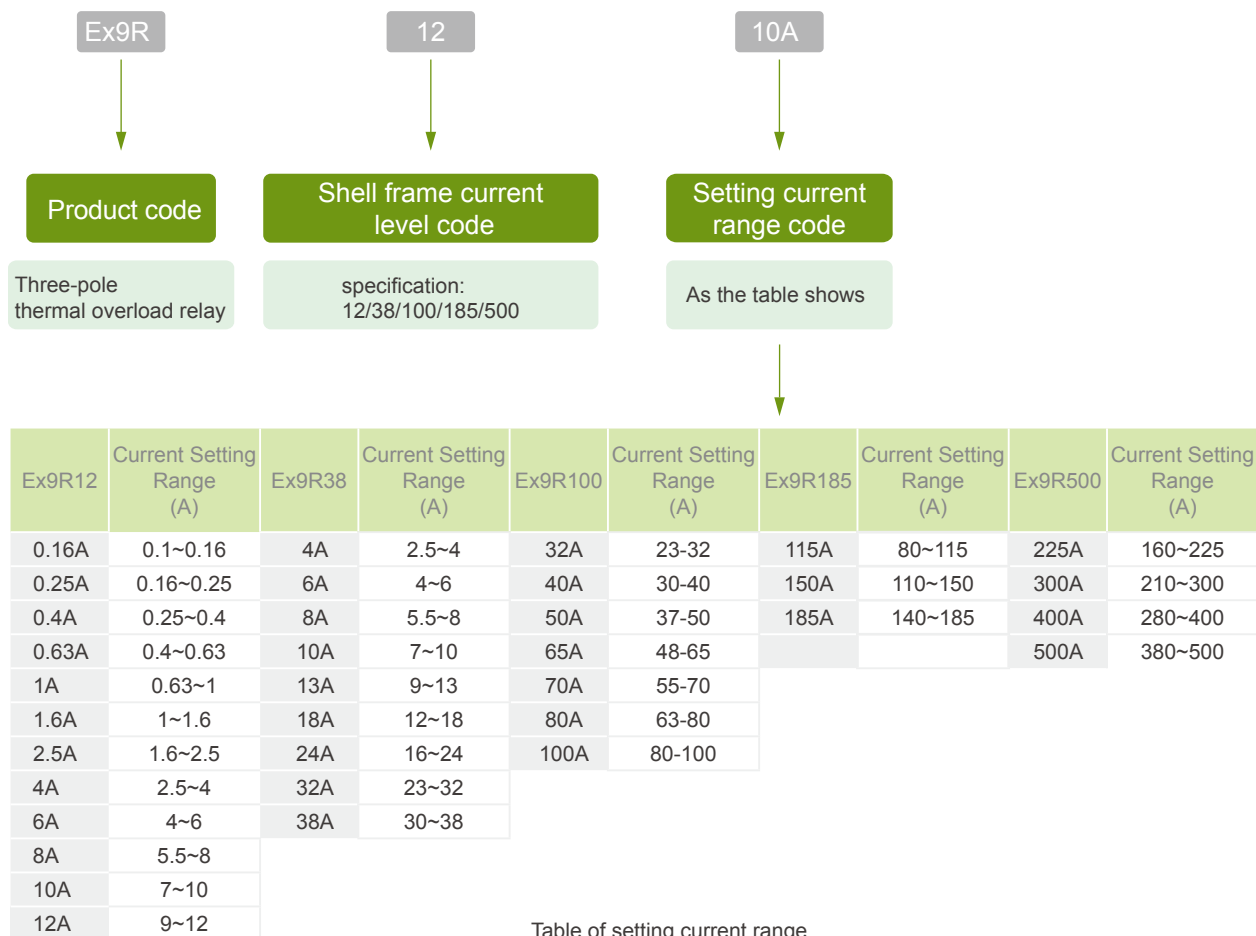 Ex9R 12 10A
Product code
Shell frame current
level code
Setting current
range code
Three-pole
thermal overload relay
specification:
12/38/100/185/500
As the table shows
Ex9R12 Current Setting Range (A) Ex9R38 Current Setting Range (A) Ex9R100 Current Setting Range (A) Ex9R185 Current Setting Range (A) Ex9R500 Current Setting Range (A)
0.16A 0.1~0.16 4A 2.5~4 32A 23-32 115A 80~115 225A 160~225
0.25A 0.16~0.25 6A 4~6 40A 30-40 150A 110~150 300A 210~300
0.4A 0.25~0.4 8A 5.5~8 50A 37-50 185A 140~185 400A 280~400
0.63A 0.4~0.63 10A 7~10 65A 48-65 500A 380~500
1A 0.63~1 13A 9~13 70A 55-70
1.6A 1~1.6 18A 12~18 80A 63-80
2.5A 1.6~2.5 24A 16~24 100A 80-100
4A 2.5~4 32A 23~32
6A 4~6 38A 30~38
8A 5.5~8
10A 7~10
12A 9~12
Table of setting current range